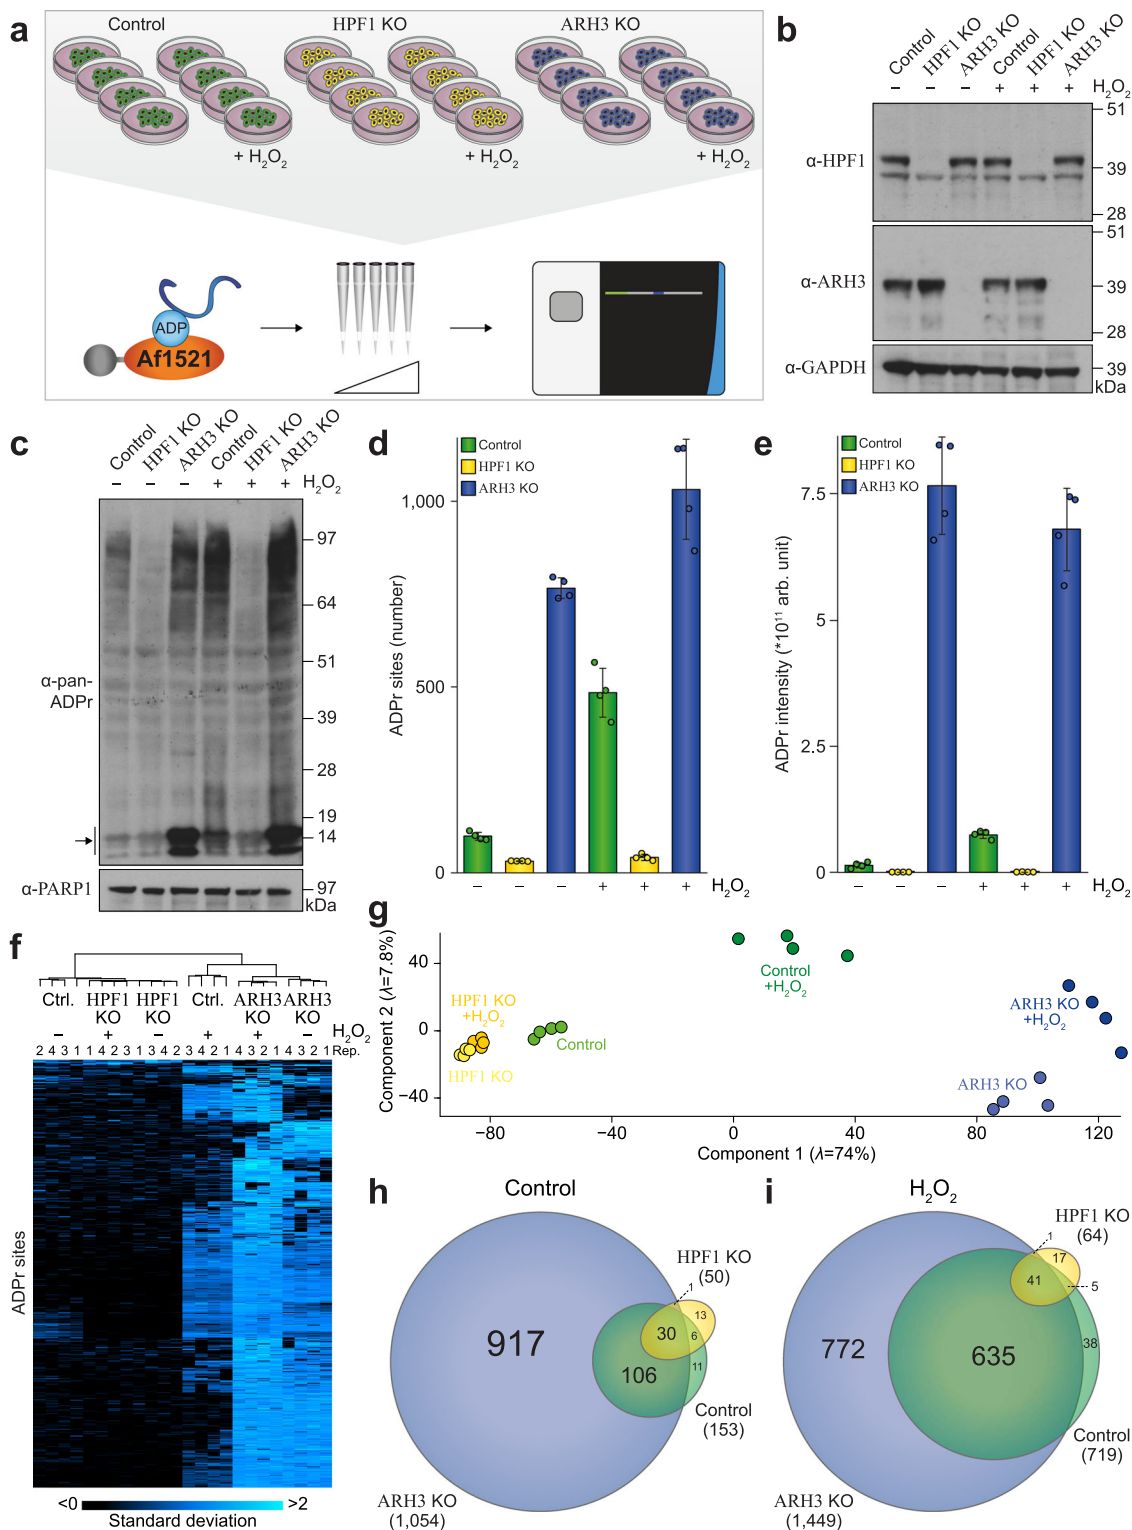 a
Control
HPF1 KO
ARH3 KO
+ H2O2
+ H2O2
+ H2O2
ADP
Af1521
b
Control
HPF1 KO
ARH3 KO
Control
HPF1 KO
ARH3 KO
– – – + + + H2O2
α-HPF1
51
39
28
α-ARH3
51
39
28
α-GAPDH
39
kDa
c
Control
HPF1 KO
ARH3 KO
Control
HPF1 KO
ARH3 KO
– – – + + + H2O2
α-pan-
ADPr
97
64
51
39
28
19
14
α-PARP1
97
kDa
d
Control
HPF1 KO
ARH3 KO
ADPr sites (number)
1,000
500
0
– – – + + + H2O2
e
Control
HPF1 KO
ARH3 KO
ADPr intensity (*10¹¹ arb. unit)
7.5
5
2.5
0
– – – + + + H2O2
f
Ctrl. HPF1 KO HPF1 KO Ctrl. ARH3 KO ARH3 KO
– + – + + – H2O2
2 4 3 1 1 4 2 3 1 3 4 2 3 4 2 1 4 3 2 1 4 3 2 1 Rep.
ADPr sites
<0 >2
Standard deviation
g
Component 2 (λ=7.8%)
40
0
−40
Control
+H2O2
HPF1 KO
+H2O2
Control
HPF1 KO
ARH3 KO
+H2O2
ARH3 KO
−80 −40 0 40 80 120
Component 1 (λ=74%)
h
Control
HPF1 KO
(50)
1
13
30
6
917
106
11
Control
(153)
ARH3 KO
(1,054)
i
H2O2
HPF1 KO
(64)
1
17
41
5
772
635
38
Control
(719)
ARH3 KO
(1,449)